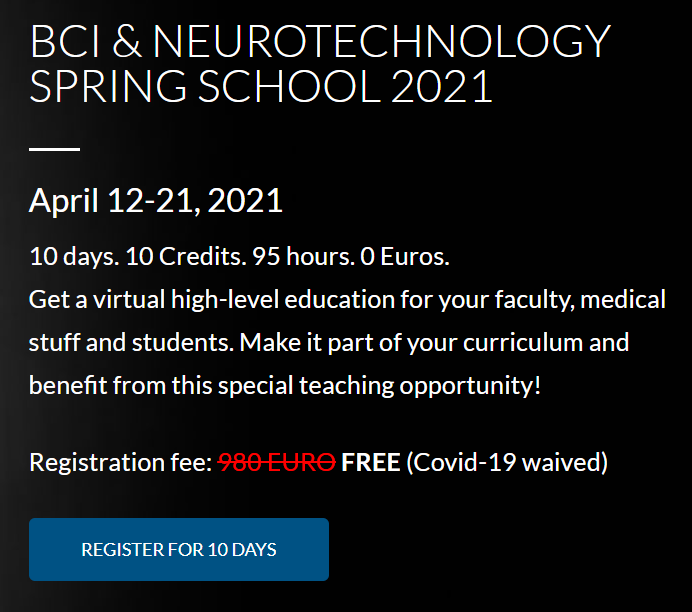 BCI & NEUROTECHNOLOGY
SPRING SCHOOL 2021
April 12-21, 2021
10 days. 10 Credits. 95 hours. 0 Euros.
Get a virtual high-level education for your faculty, medical
stuff and students. Make it part of your curriculum and
benefit from this special teaching opportunity!
Registration fee: 980 EURO FREE (Covid-19 waived)
REGISTER FOR 10 DAYS